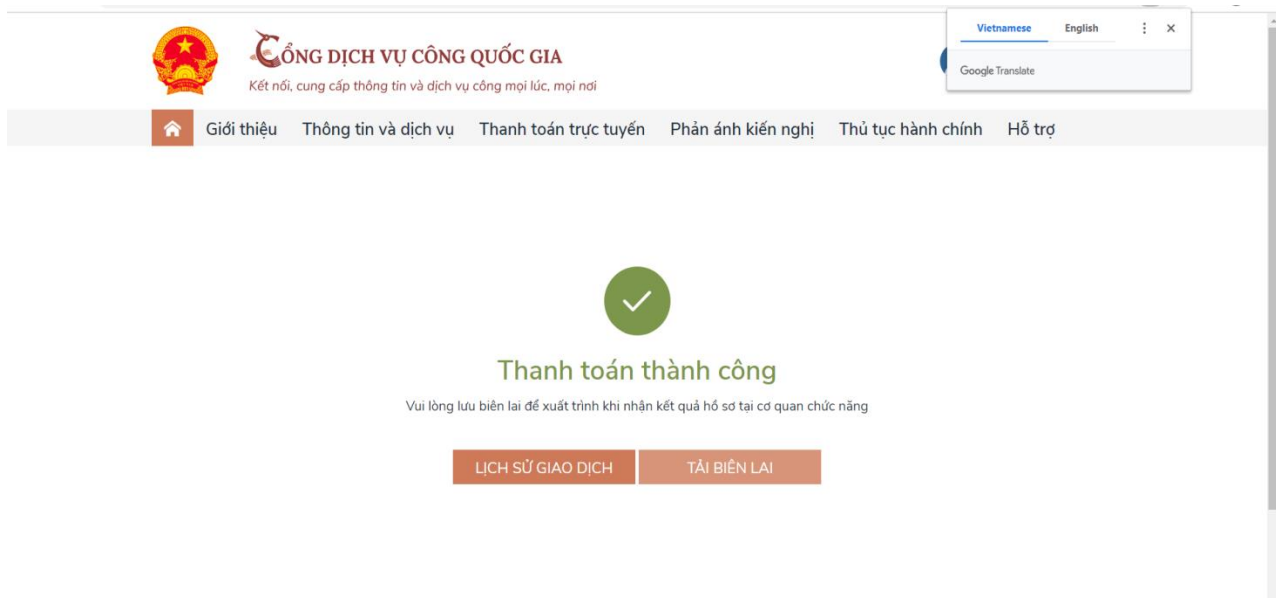 Vietnamese English
Google Translate
CỔNG DỊCH VỤ CÔNG QUỐC GIA
Kết nối, cung cấp thông tin và dịch vụ công mọi lúc, mọi nơi
Giới thiệu Thông tin và dịch vụ Thanh toán trực tuyến Phản ánh kiến nghị Thủ tục hành chính Hỗ trợ
Thanh toán thành công
Vui lòng lưu biên lai để xuất trình khi nhận kết quả hồ sơ tại cơ quan chức năng
LỊCH SỬ GIAO DỊCH TẢI BIÊN LAI